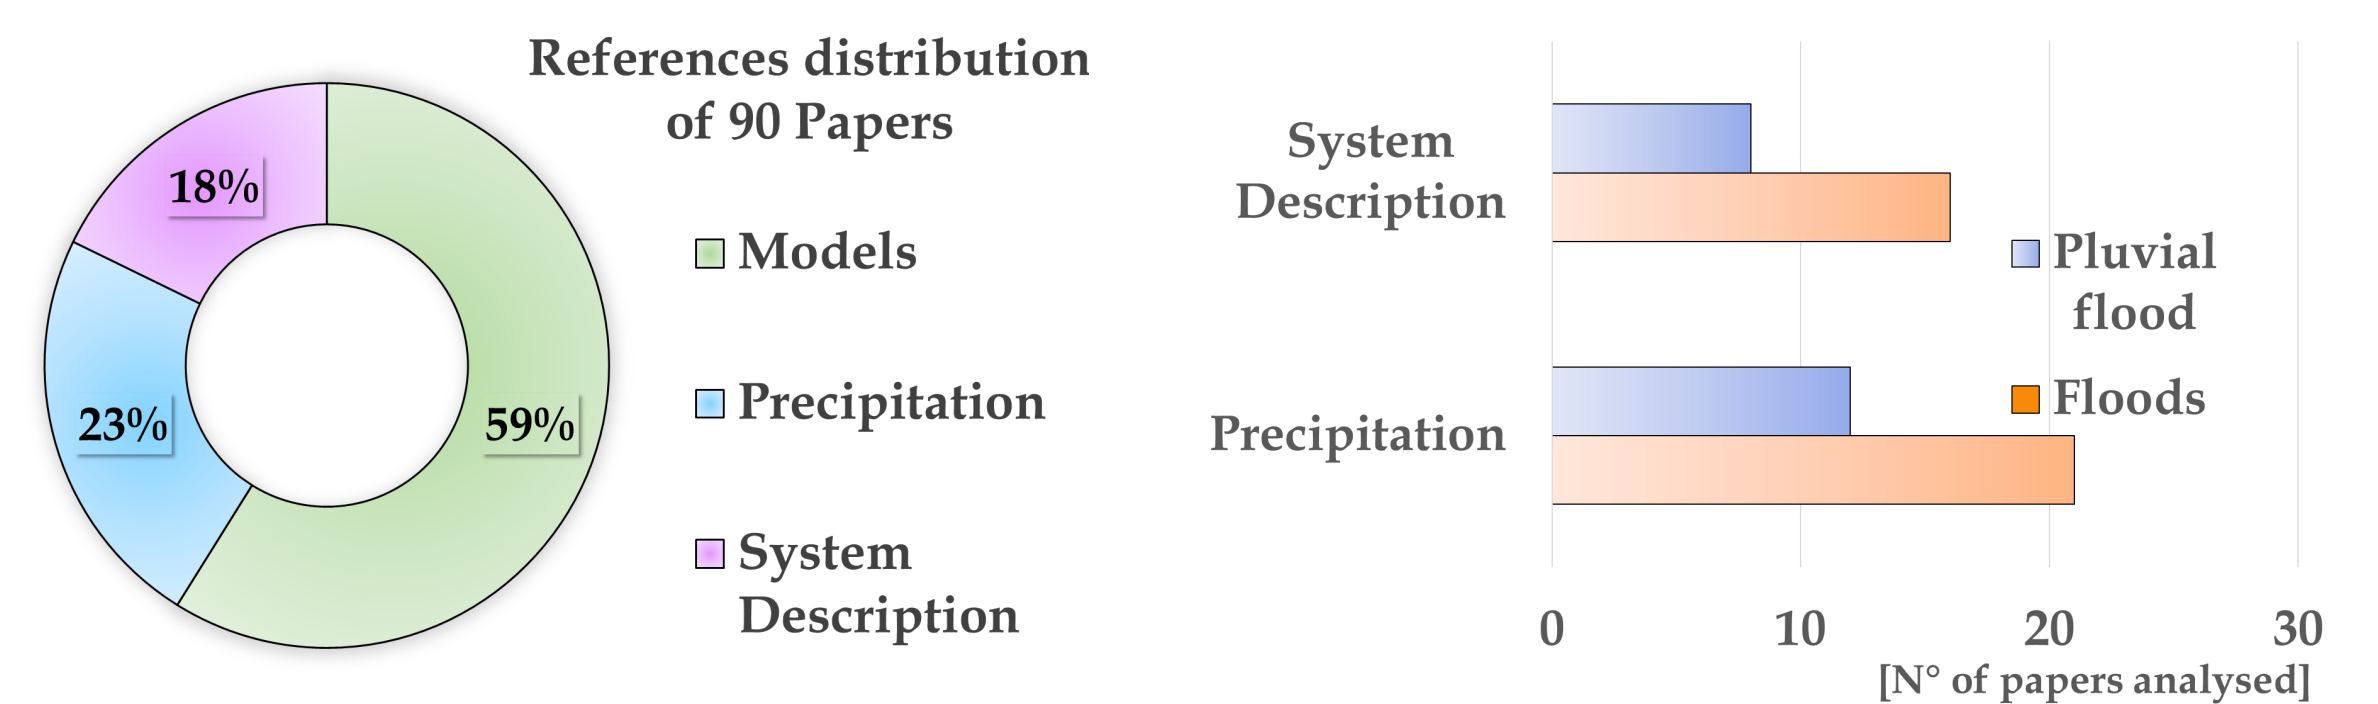 References distribution
of 90 Papers
18%
23%
59%
Models
Precipitation
System
Description
System
Description
Precipitation
Pluvial
flood
Floods
0 10 20 30
[N° of papers analysed]